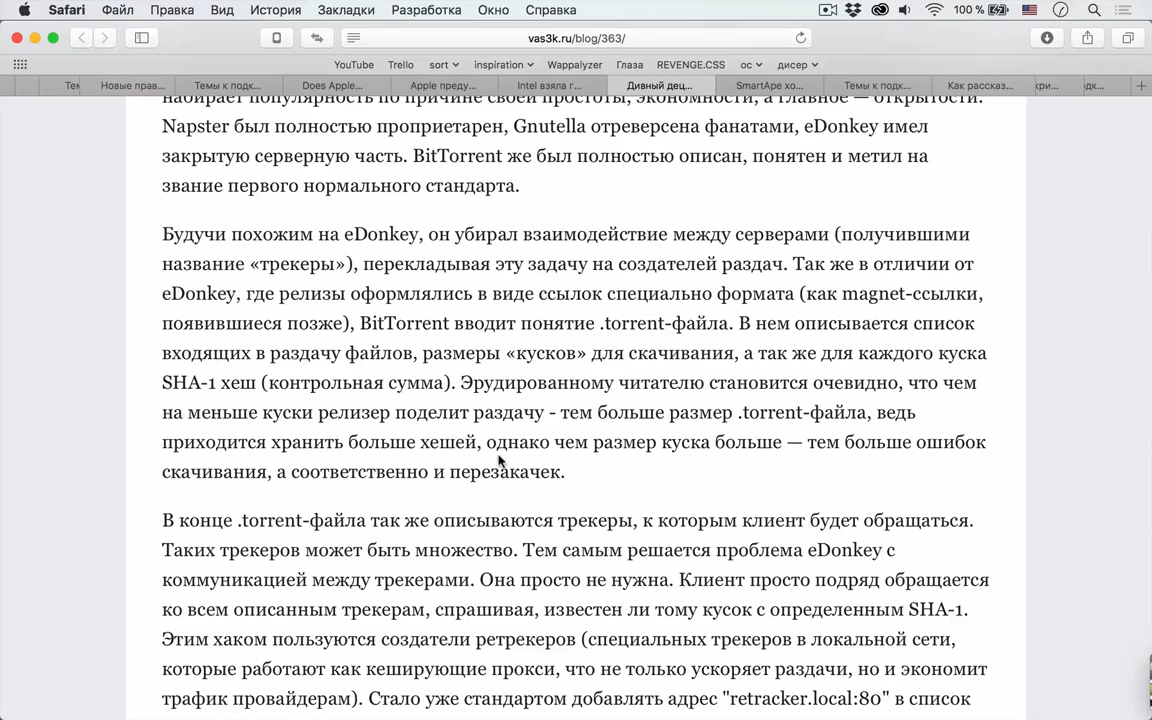 Safari Файл Правка Вид История Закладки Разработка Окно Справка 100 %
vas3k.ru/blog/363/
YouTube Trello sort inspiration Wappalyzer Глаза REVENGE.CSS ос дисер
Тем Новые прав... Темы к подк... Does Apple... Apple преду... Intel взяла г... Дивный дец... SmartApe хо... Темы к подк... Как рассказ... кри... одк...
набирает популярность по причине своей простоты, экономности, а главное — открытости.
Napster был полностью проприетарен, Gnutella отреверсена фанатами, eDonkey имел
закрытую серверную часть. BitTorrent же был полностью описан, понятен и метил на
звание первого нормального стандарта.
Будучи похожим на eDonkey, он убирал взаимодействие между серверами (получившими
название «трекеры»), перекладывая эту задачу на создателей раздач. Так же в отличии от
eDonkey, где релизы оформлялись в виде ссылок специально формата (как magnet-ссылки,
появившиеся позже), BitTorrent вводит понятие .torrent-файла. В нем описывается список
входящих в раздачу файлов, размеры «кусков» для скачивания, а так же для каждого куска
SHA-1 хеш (контрольная сумма). Эрудированному читателю становится очевидно, что чем
на меньше куски релизер поделит раздачу - тем больше размер .torrent-файла, ведь
приходится хранить больше хешей, однако чем размер куска больше — тем больше ошибок
скачивания, а соответственно и перезакачек.
В конце .torrent-файла так же описываются трекеры, к которым клиент будет обращаться.
Таких трекеров может быть множество. Тем самым решается проблема eDonkey с
коммуникацией между трекерами. Она просто не нужна. Клиент просто подряд обращается
ко всем описанным трекерам, спрашивая, известен ли тому кусок с определенным SHA-1.
Этим хаком пользуются создатели ретрекеров (специальных трекеров в локальной сети,
которые работают как кеширующие прокси, что не только ускоряет раздачи, но и экономит
трафик провайдерам). Стало уже стандартом добавлять адрес "retracker.local:80" в список